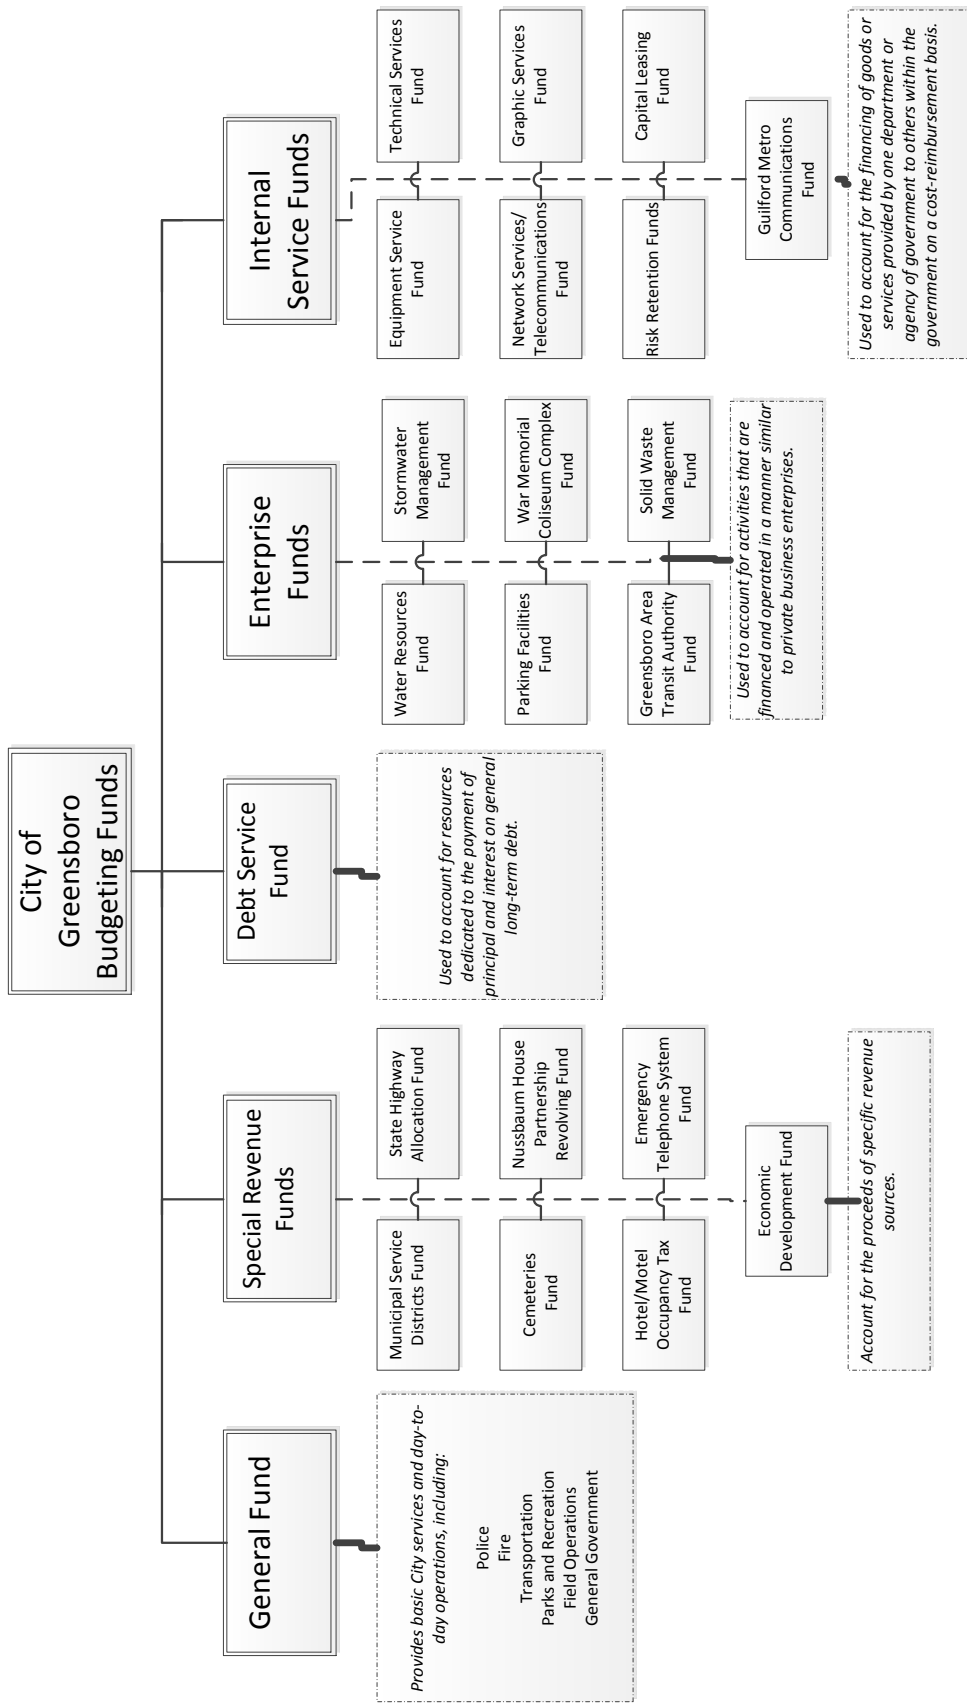 City of
Greensboro
Budgeting Funds
General Fund
Provides basic City services and day-to-
day operations, including:
Police
Fire
Transportation
Parks and Recreation
Field Operations
General Government
Special Revenue
Funds
Municipal Service
Districts Fund
State Highway
Allocation Fund
Cemeteries
Fund
Nussbaum House
Partnership
Revolving Fund
Hotel/Motel
Occupancy Tax
Fund
Emergency
Telephone System
Fund
Economic
Development Fund
Account for the proceeds of specific revenue
sources.
Debt Service
Fund
Used to account for resources
dedicated to the payment of
principal and interest on general
long-term debt.
Enterprise
Funds
Water Resources
Fund
Stormwater
Management
Fund
Parking Facilities
Fund
War Memorial
Coliseum Complex
Fund
Greensboro Area
Transit Authority
Fund
Solid Waste
Management
Fund
Used to account for activities that are
financed and operated in a manner similar
to private business enterprises.
Internal
Service Funds
Equipment Service
Fund
Technical Services
Fund
Network Services/
Telecommunications
Fund
Graphic Services
Fund
Risk Retention Funds
Capital Leasing
Fund
Guilford Metro
Communications
Fund
Used to account for the financing of goods or
services provided by one department or
agency of government to others within the
government on a cost-reimbursement basis.